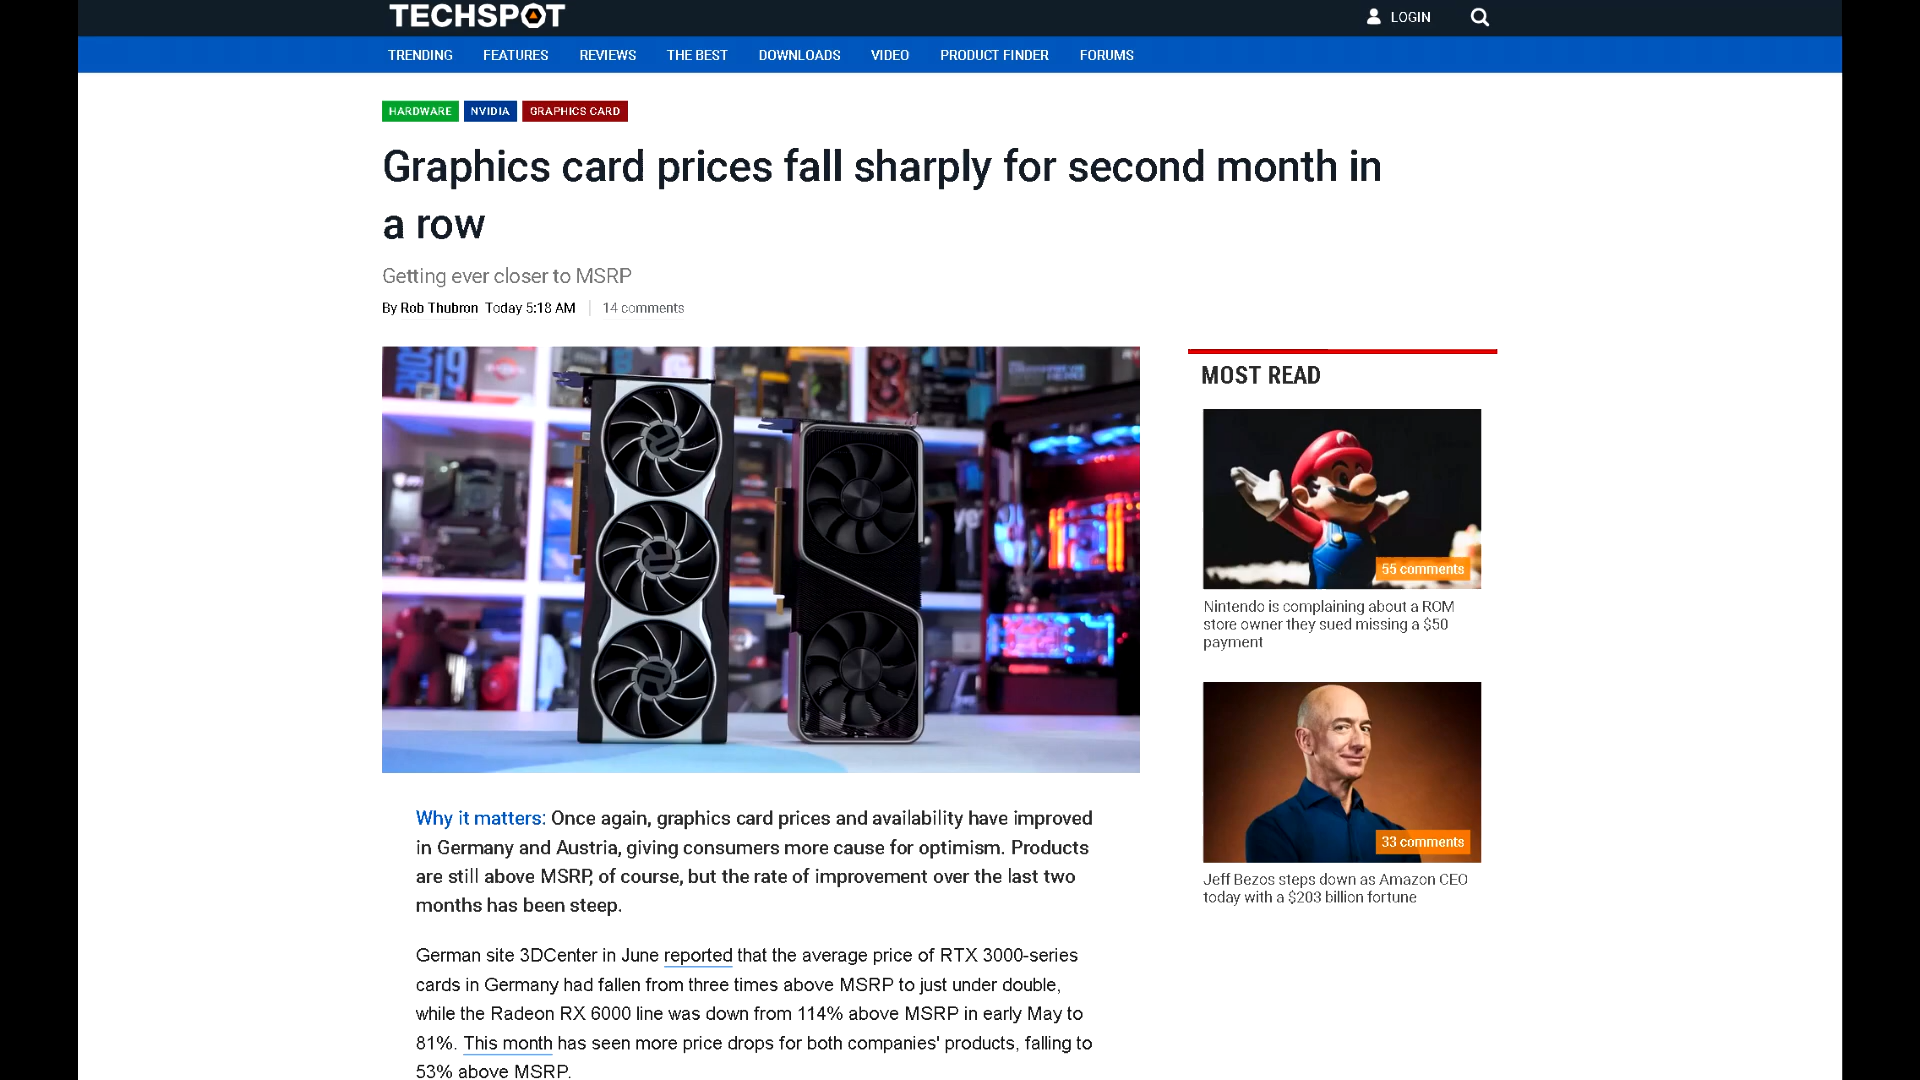 TECHSPOT
LOGIN
TRENDING FEATURES REVIEWS THE BEST DOWNLOADS VIDEO PRODUCT FINDER FORUMS
HARDWARE NVIDIA GRAPHICS CARD
Graphics card prices fall sharply for second month in
a row
Getting ever closer to MSRP
By Rob Thubron Today 5:18 AM 14 comments
MOST READ
55 comments
Nintendo is complaining about a ROM
store owner they sued missing a $50
payment
33 comments
Jeff Bezos steps down as Amazon CEO
today with a $203 billion fortune
Why it matters: Once again, graphics card prices and availability have improved
in Germany and Austria, giving consumers more cause for optimism. Products
are still above MSRP, of course, but the rate of improvement over the last two
months has been steep.
German site 3DCenter in June reported that the average price of RTX 3000-series
cards in Germany had fallen from three times above MSRP to just under double,
while the Radeon RX 6000 line was down from 114% above MSRP in early May to
81%. This month has seen more price drops for both companies' products, falling to
53% above MSRP.